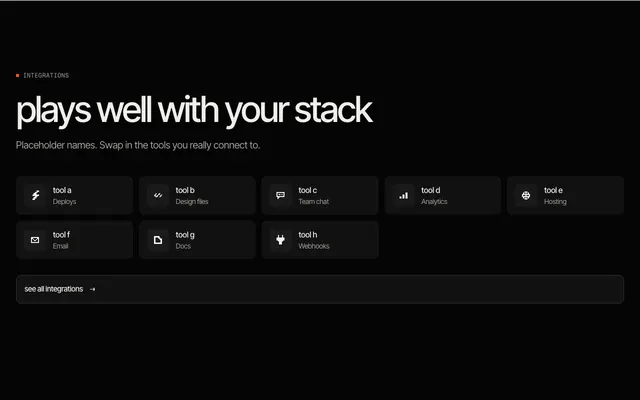 INTEGRATIONS
plays well with your stack
Placeholder names. Swap in the tools you really connect to.
tool a
Deploys
tool b
Design files
tool c
Team chat
tool d
Analytics
tool e
Hosting
tool f
Email
tool g
Docs
tool h
Webhooks
see all integrations →